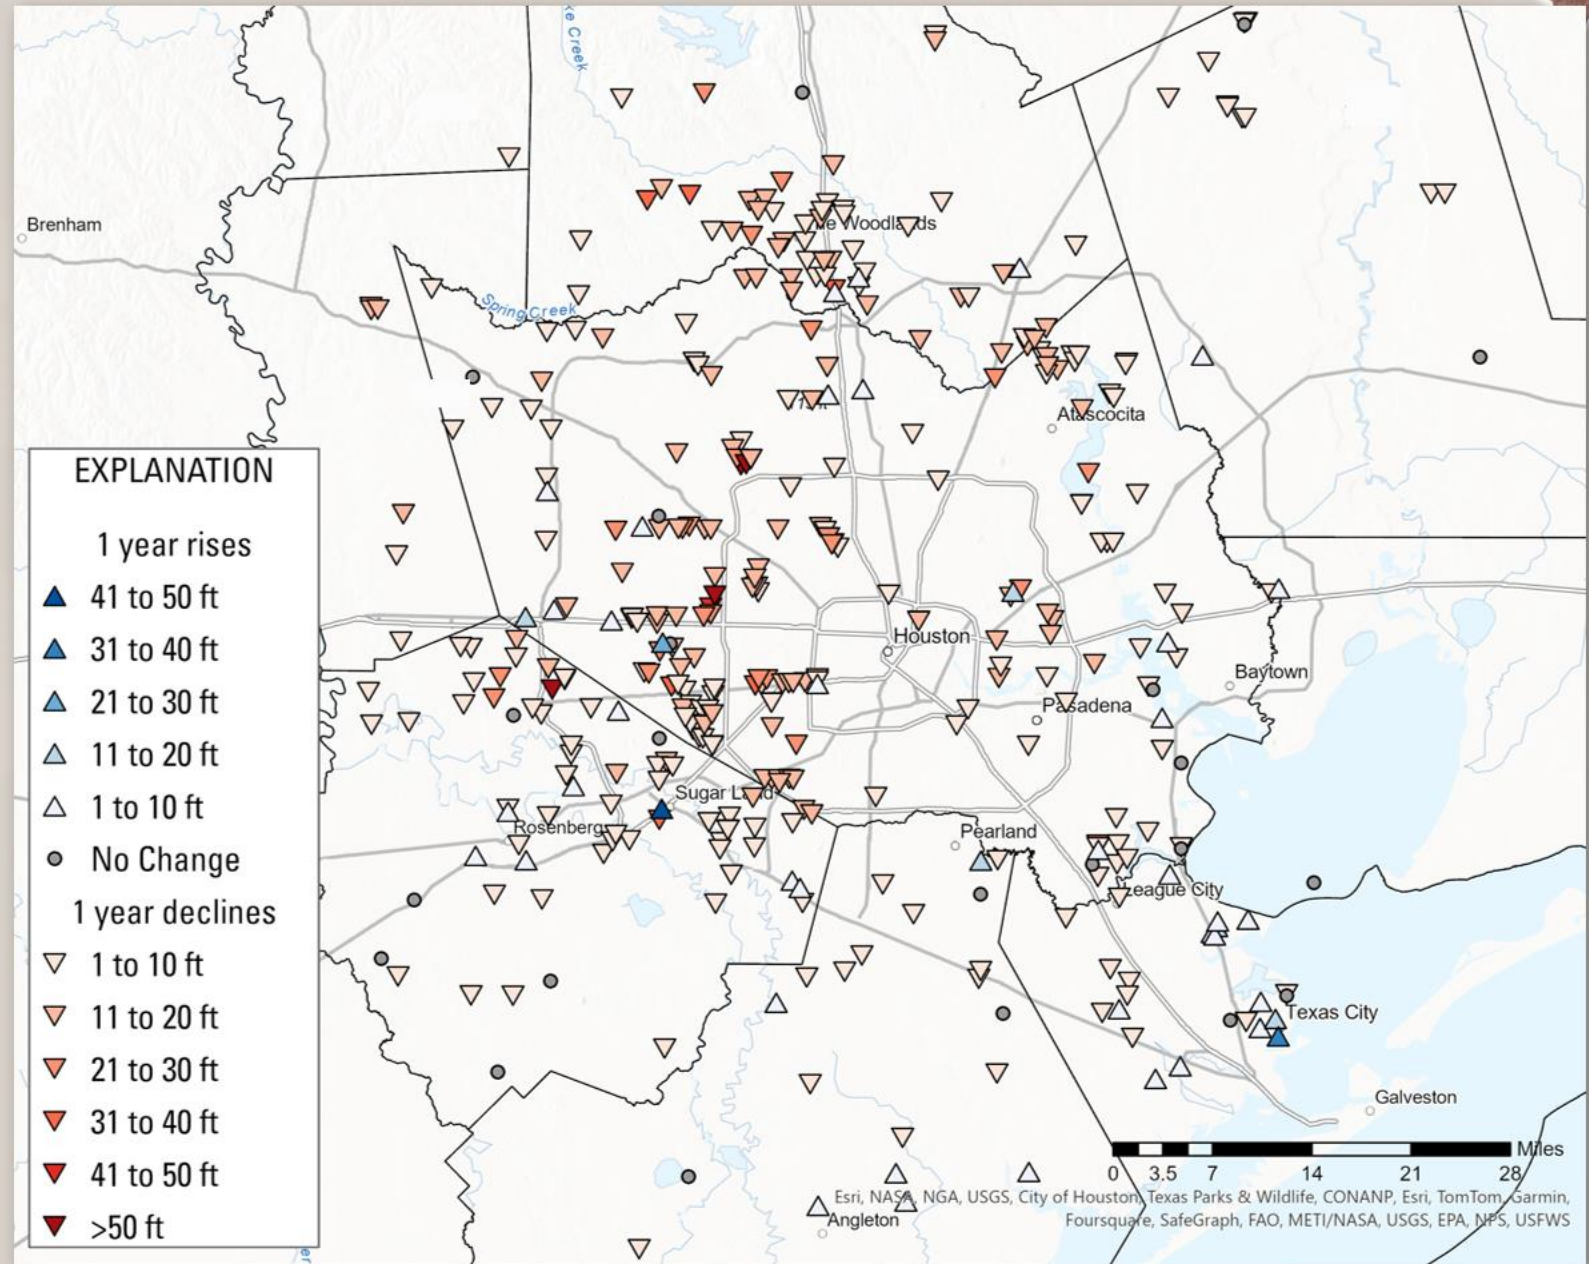 ke Creek
Brenham
Woodlands
Spring Creek
Atascocita
EXPLANATION
1 year rises
41 to 50 ft
31 to 40 ft
21 to 30 ft
11 to 20 ft
1 to 10 ft
No Change
1 year declines
1 to 10 ft
11 to 20 ft
21 to 30 ft
31 to 40 ft
41 to 50 ft
>50 ft
Houston
Baytown
Pasadena
Sugar Land
Rosenberg
Pearland
League City
Texas City
Galveston
Miles
0 3.5 7 14 21 28
Esri, NASA, NGA, USGS, City of Houston, Texas Parks & Wildlife, CONANP, Esri, TomTom, Garmin,
Foursquare, SafeGraph, FAO, METI/NASA, USGS, EPA, NPS, USFWS
Angleton
er